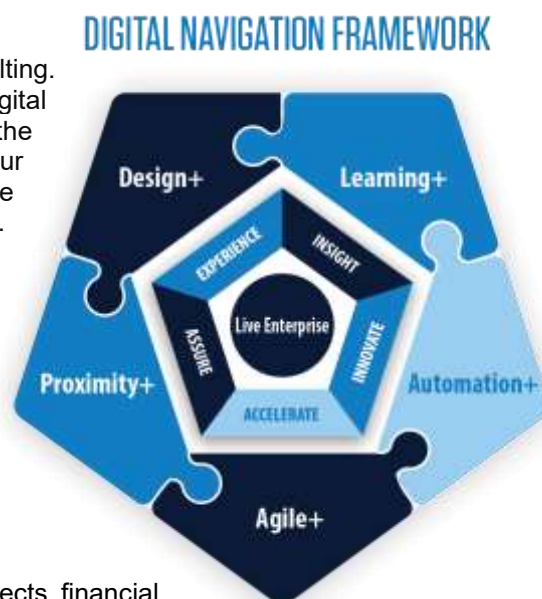 DIGITAL NAVIGATION FRAMEWORK
lting.
gital
the
ur
e
.
Design+
Learning+
EXPERIENCE
INSIGHT
Live Enterprise
ASSURE
INNOVATE
Proximity+
Automation+
ACCELERATE
Agile+
ects, financial